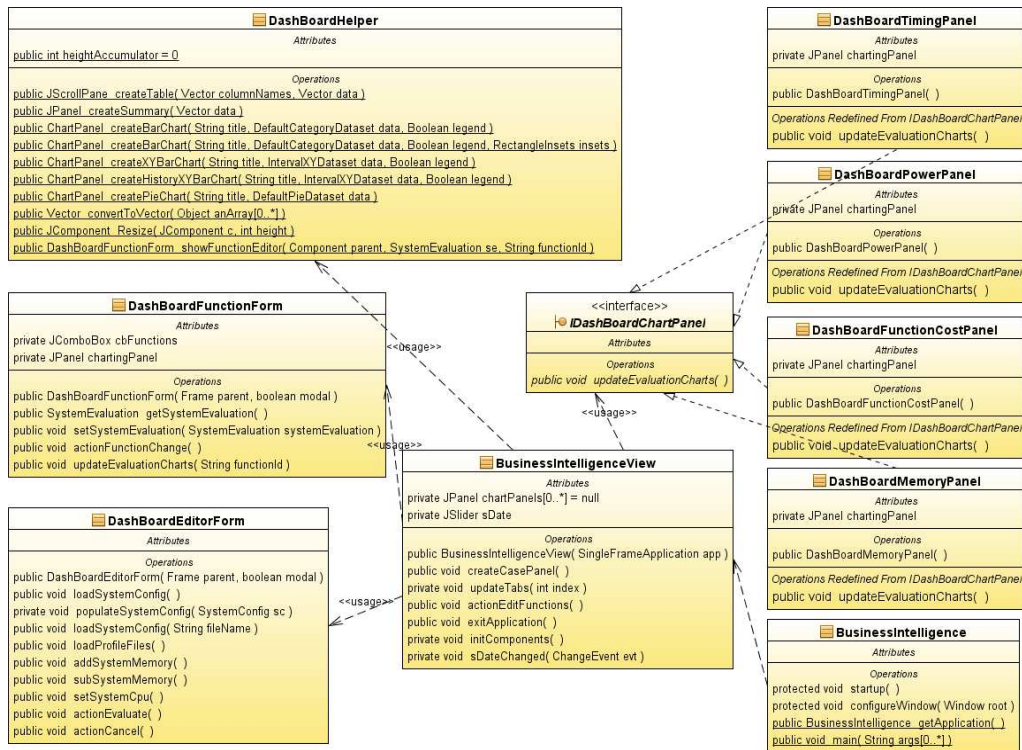 DashBoardHelper
Attributes
public int heightAccumulator = 0
Operations
public JScrollPane createTable( Vector columnNames, Vector data )
public JPanel createSummary( Vector data )
public ChartPanel createBarChart( String title, DefaultCategoryDataset data, Boolean legend )
public ChartPanel createBarChart( String title, DefaultCategoryDataset data, Boolean legend, RectangleInsets insets )
public ChartPanel createXYBarChart( String title, IntervalXYDataset data, Boolean legend )
public ChartPanel createHistoryXYBarChart( String title, IntervalXYDataset data, Boolean legend )
public ChartPanel createPieChart( String title, DefaultPieDataset data )
public Vector convertToVector( Object anArray[0..*] )
public JComponent Resize( JComponent c, int height )
public DashBoardFunctionForm showFunctionEditor( Component parent, SystemEvaluation se, String functionId )
DashBoardFunctionForm
Attributes
private JComboBox cbFunctions
private JPanel chartingPanel
Operations
public DashBoardFunctionForm( Frame parent, boolean modal )
public SystemEvaluation getSystemEvaluation( )
public void setSystemEvaluation( SystemEvaluation systemEvaluation )
public void actionFunctionChange( )
public void updateEvaluationCharts( String functionId )
DashBoardEditorForm
Attributes
Operations
public DashBoardEditorForm( Frame parent, boolean modal )
public void loadSystemConfig( )
private void populateSystemConfig( SystemConfig sc )
public void loadSystemConfig( String fileName )
public void loadProfileFiles( )
public void addSystemMemory( )
public void subSystemMemory( )
public void setSystemCpu( )
public void actionEvaluate( )
public void actionCancel( )
<<usage>>
<<usage>>
<<usage>>
<<usage>>
<<interface>>
IDashBoardChartPanel
Attributes
Operations
public void updateEvaluationCharts( )
BusinessIntelligenceView
Attributes
private JPanel chartPanels[0..*] = null
private JSlider sDate
Operations
public BusinessIntelligenceView( SingleFrameApplication app )
public void createCasePanel( )
private void updateTabs( int index )
public void actionEditFunctions( )
public void exitApplication( )
private void initComponents( )
private void sDateChanged( ChangeEvent evt )
DashBoardTimingPanel
Attributes
private JPanel chartingPanel
Operations
public DashBoardTimingPanel( )
Operations Redefined From IDashBoardChartPanel
public void updateEvaluationCharts( )
DashBoardPowerPanel
Attributes
private JPanel chartingPanel
Operations
public DashBoardPowerPanel( )
Operations Redefined From IDashBoardChartPanel
public void updateEvaluationCharts( )
DashBoardFunctionCostPanel
Attributes
private JPanel chartingPanel
Operations
public DashBoardFunctionCostPanel( )
Operations Redefined From IDashBoardChartPanel
public void updateEvaluationCharts( )
DashBoardMemoryPanel
Attributes
private JPanel chartingPanel
Operations
public DashBoardMemoryPanel( )
Operations Redefined From IDashBoardChartPanel
public void updateEvaluationCharts( )
BusinessIntelligence
Attributes
Operations
protected void startup( )
protected void configureWindow( Window root )
public BusinessIntelligence getApplication( )
public void main( String args[0..*] )